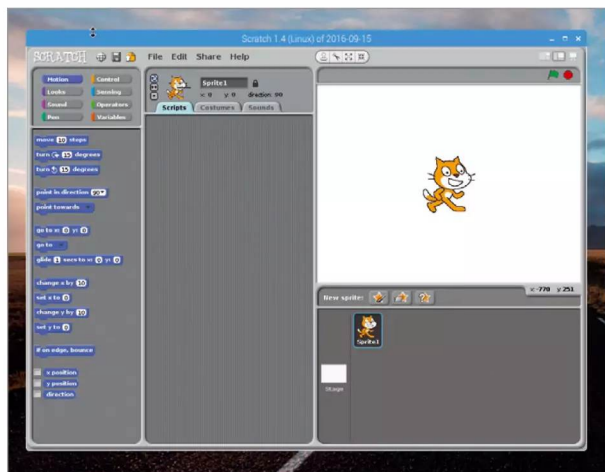 Scratch 1.4 (Linux) of 2016-09-15
SCRATCH File Edit Share Help
Motion Control
Looks Sensing
Sound Operators
Pen Variables
Sprite1
x: 0 y: 0 direction: 90
Scripts Costumes Sounds
move 10 steps
turn 15 degrees
turn 15 degrees
point in direction 90
point towards
go to x: 0 y: 0
go to
glide 1 secs to x: 0 y: 0
change x by 10
set x to 0
change y by 10
set y to 0
if on edge, bounce
x position
y position
direction
x: -770 y: 251
New sprite:
Sprite1
Stage